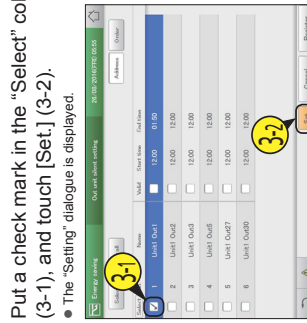 Put a check mark in the "Select" col
(3-1), and touch [Set.] (3-2).
● The "Setting" dialogue is displayed.
Energy saving Out unit silent setting 26/08/2016(FRI) 05:55
Address Order
Name Valid Start time End time
3-1
1 Unit1 Out1 12:00 01:50
2 Unit1 Out2 12:00 12:00
3 Unit1 Out3 12:00 12:00
4 Unit1 Out5 12:00 12:00
5 Unit1 Out27 12:00 12:00
6 Unit1 Out30 12:00 12:00
3-2